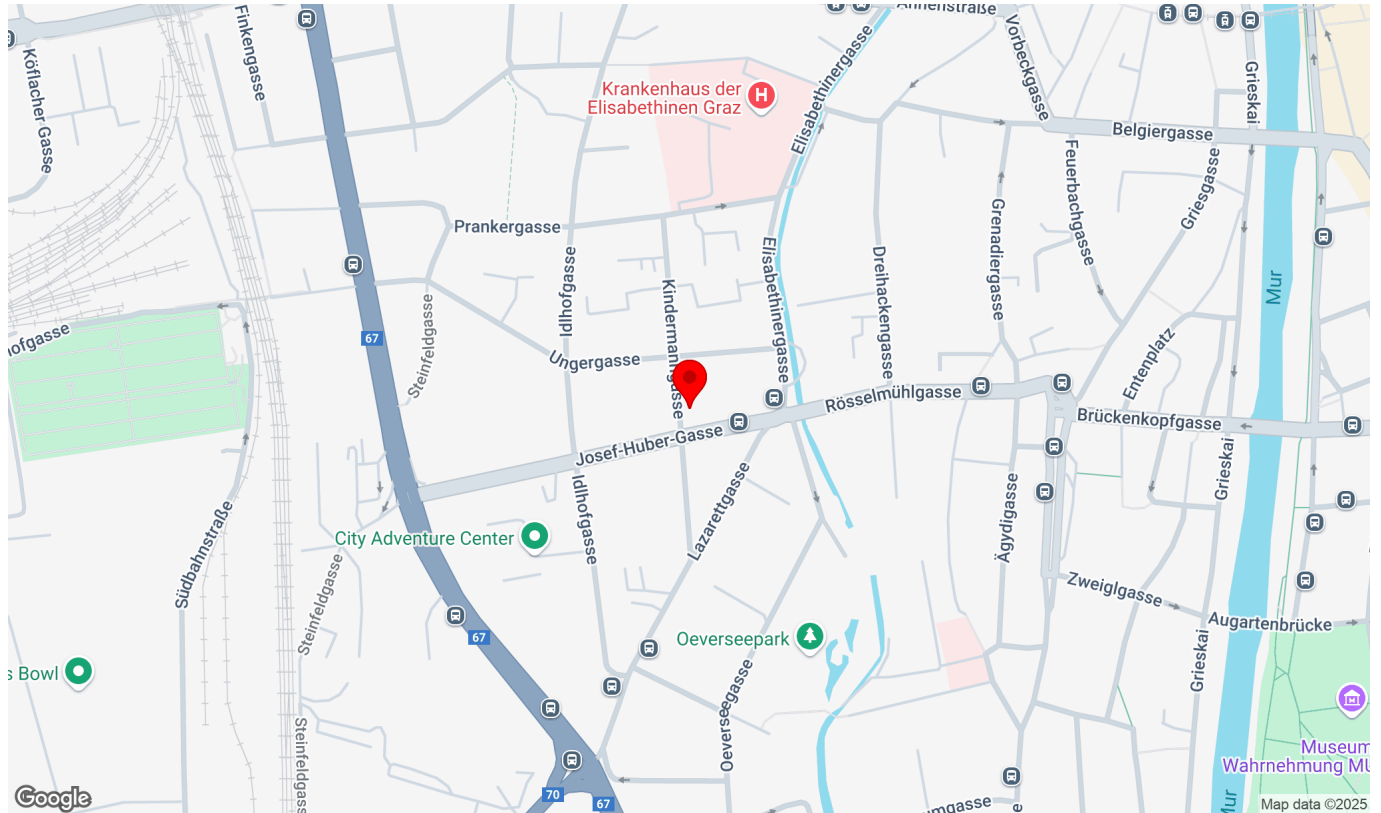 Annenstraße
Finkengasse
Köflacher Gasse
Vorbeckgasse
Grieskai
Elisabethinergasse
Krankenhaus der
Elisabethinen Graz
H
Belgiergasse
Feuerbachgasse
Griesgasse
Prankergasse
Idlhofgasse
Elisabethinergasse
Dreihackengasse
Grenadiergasse
Mur
Kindermanngasse
Steinfeldgasse
hofgasse
67
Ungergasse
Entenplatz
Rösselmühlgasse
Brückenkopfgasse
Josef-Huber-Gasse
Grieskai
Idlhofgasse
Lazarettgasse
Ägydigasse
City Adventure Center
Südbahnstraße
Steinfeldgasse
Zweiglgasse
Augartenbrücke
67
Oeverseepark
s Bowl
Grieskai
Oeverseegasse
Steinfeldgasse
Museum
Wahrnehmung MU
70
67
umgasse
Mur
Google
Map data ©2025